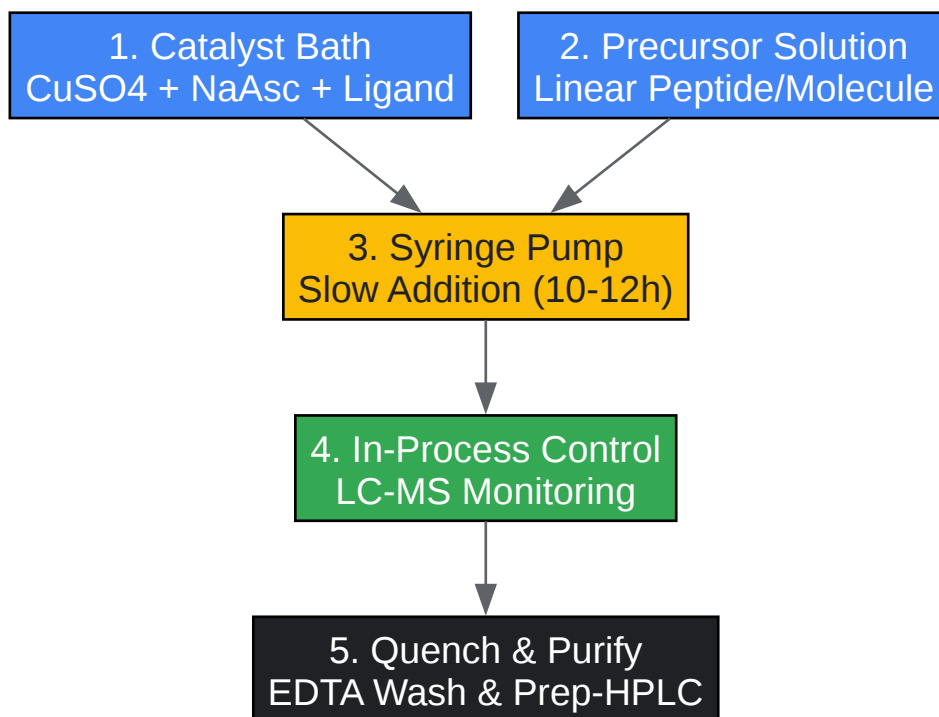 1. Catalyst Bath
CuSO4 + NaAsc + Ligand
2. Precursor Solution
Linear Peptide/Molecule
3. Syringe Pump
Slow Addition (10-12h)
4. In-Process Control
LC-MS Monitoring
5. Quench & Purify
EDTA Wash & Prep-HPLC